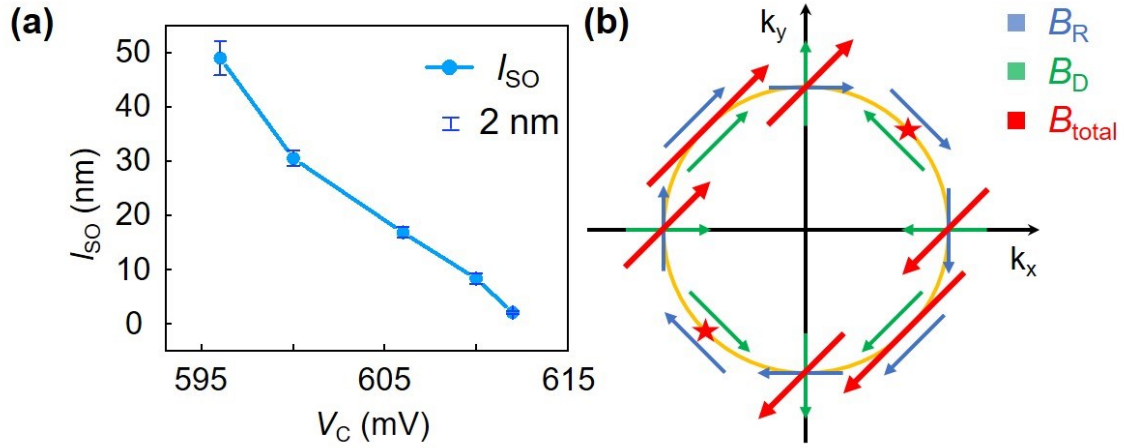 (a)
50
40
30
20
10
0
l_SO (nm)
l_SO
2 nm
595
605
615
V_C (mV)
(b)
k_y
k_x
B_R
B_D
B_total